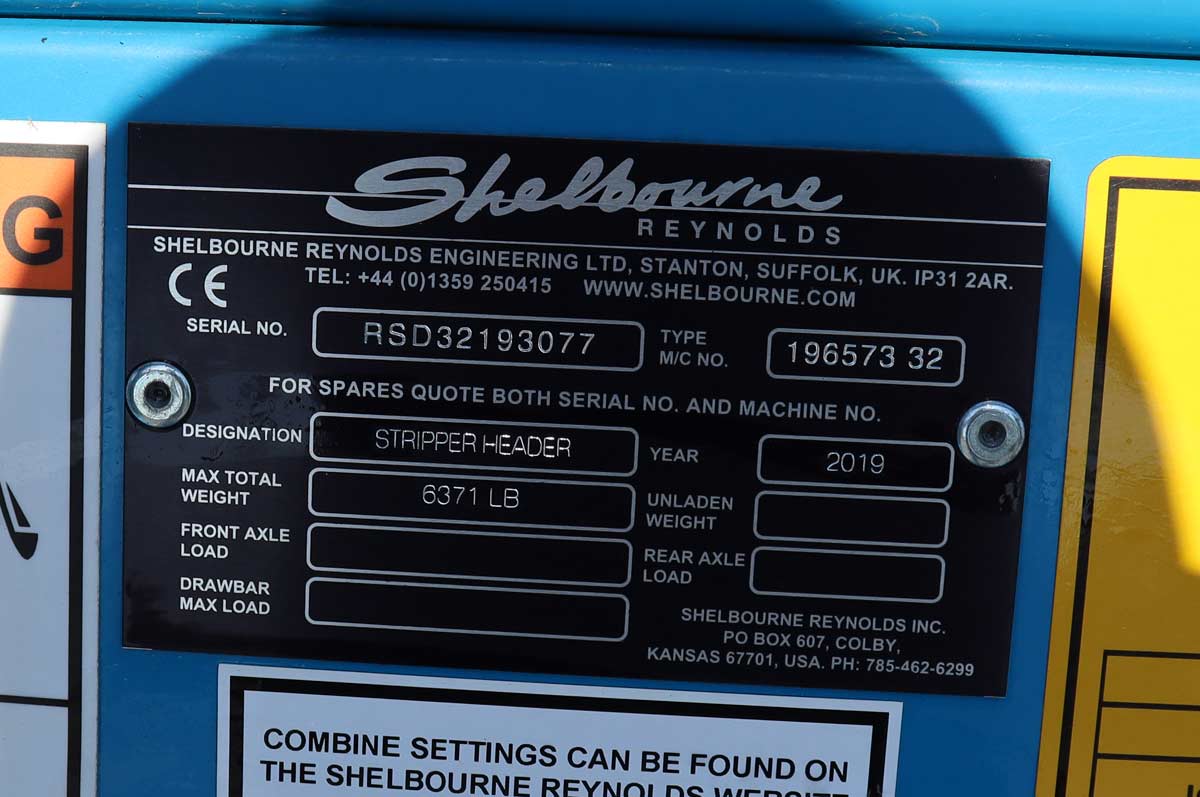 G
Shelbourne
REYNOLDS
SHELBOURNE REYNOLDS ENGINEERING LTD, STANTON, SUFFOLK, UK. IP31 2AR.
CE TEL: +44 (0)1359 250415 WWW.SHELBOURNE.COM
SERIAL NO. RSD32193077 TYPE M/C NO. 196573 32
FOR SPARES QUOTE BOTH SERIAL NO. AND MACHINE NO.
DESIGNATION STRIPPER HEADER YEAR 2019
MAX TOTAL WEIGHT 6371 LB UNLADEN WEIGHT
FRONT AXLE LOAD REAR AXLE LOAD
DRAWBAR MAX LOAD
SHELBOURNE REYNOLDS INC.
PO BOX 607, COLBY,
KANSAS 67701, USA. PH: 785-462-6299
COMBINE SETTINGS CAN BE FOUND ON
THE SHELBOURNE REYNOLDS WEBSITE